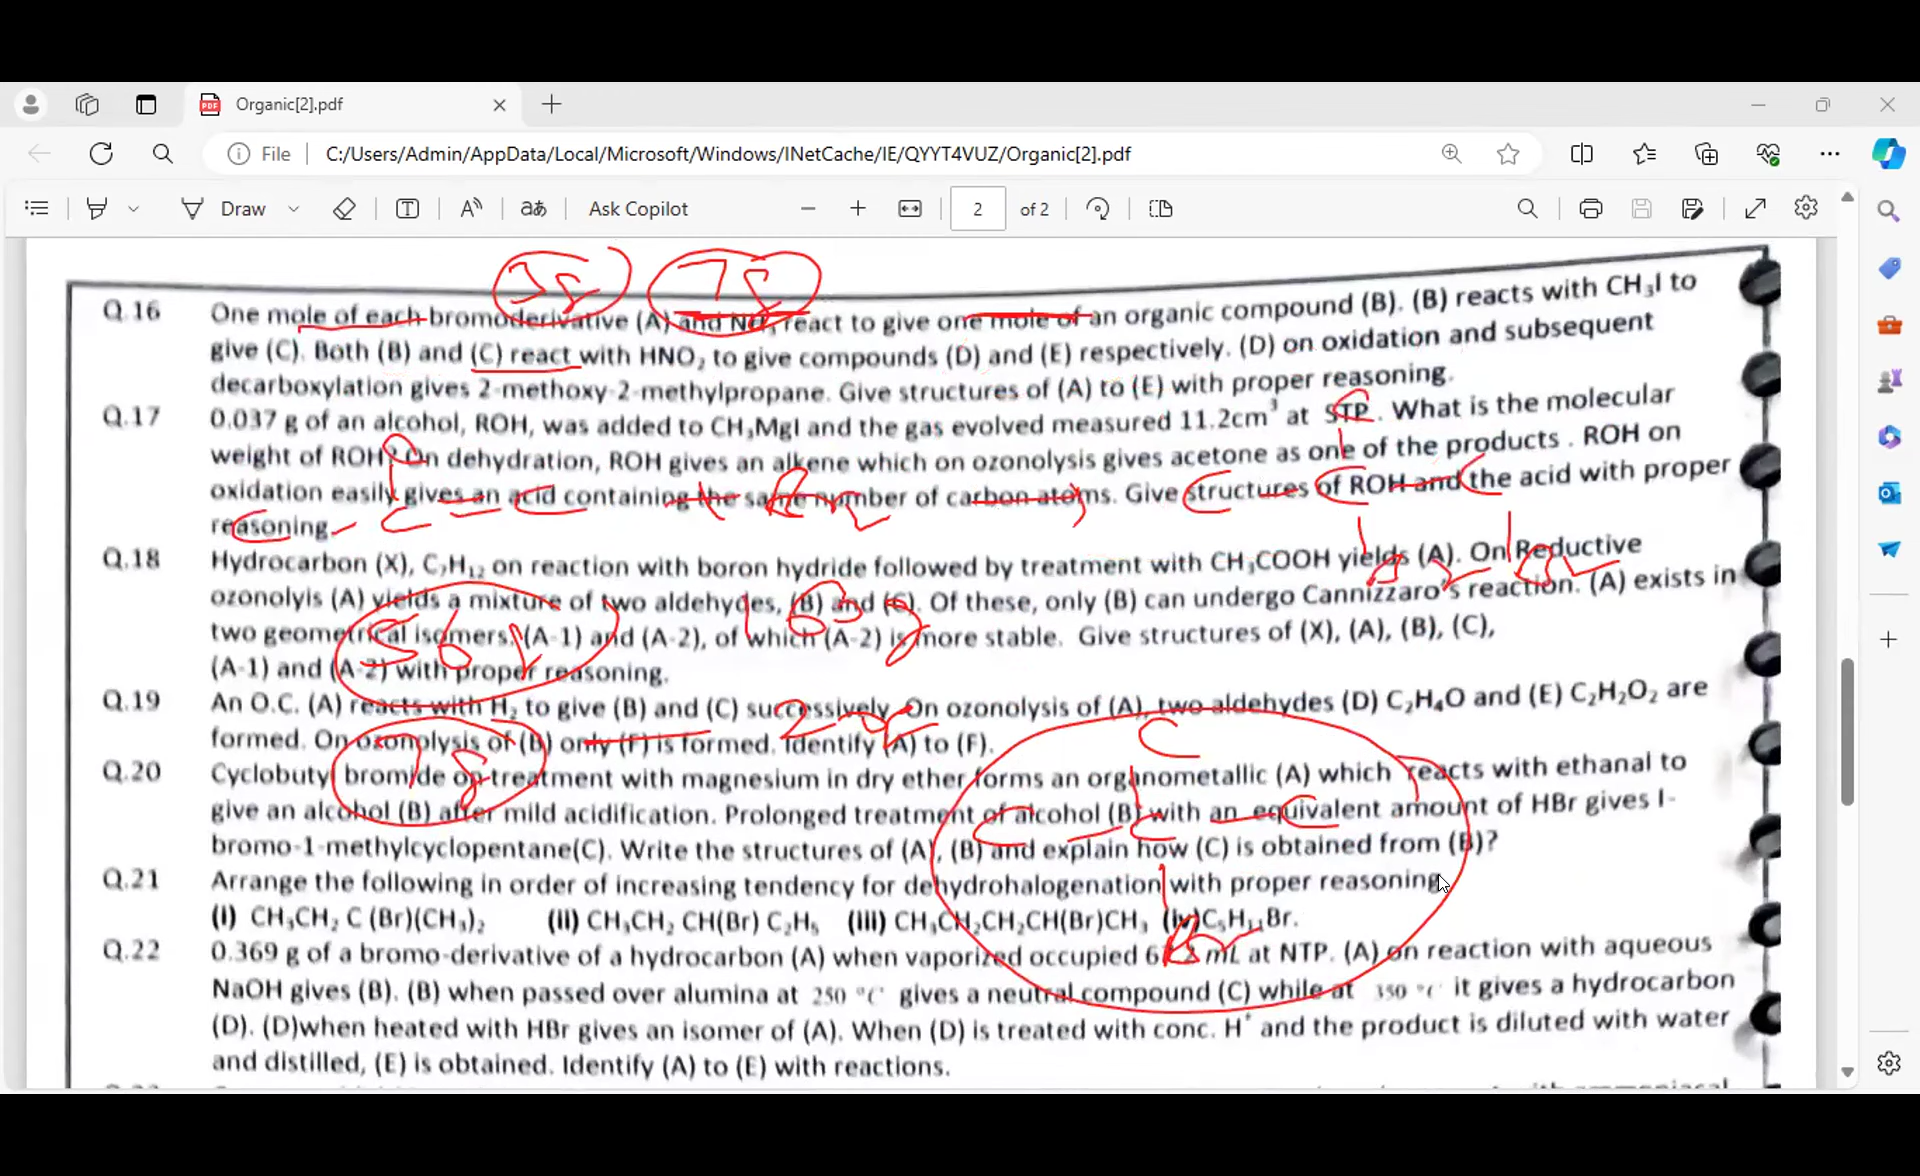 Organic[2].pdf
File
C:/Users/Admin/AppData/Local/Microsoft/Windows/INetCache/IE/QYYT4VUZ/Organic[2].pdf
Draw
aあ
Ask Copilot
2
of 2
Q.16 One mole of each bromoderivative (A) and react to give one mole of an organic compound (B). (B) reacts with CH₃I to
give (C). Both (B) and (C) react with HNO₂ to give compounds (D) and (E) respectively. (D) on oxidation and subsequent
decarboxylation gives 2-methoxy-2-methylpropane. Give structures of (A) to (E) with proper reasoning.
Q.17 0.037 g of an alcohol, ROH, was added to CH₃MgI and the gas evolved measured 11.2cm³ at STP. What is the molecular
weight of ROH? On dehydration, ROH gives an alkene which on ozonolysis gives acetone as one of the products . ROH on
oxidation easily gives an acid containing the same number of carbon atoms. Give structures of ROH and the acid with proper
reasoning.
Q.18 Hydrocarbon (X), C₇H₁₂ on reaction with boron hydride followed by treatment with CH₃COOH yields (A). On Reductive
ozonolyis (A) yields a mixture of two aldehydes, (B) and (C). Of these, only (B) can undergo Cannizzaro's reaction. (A) exists in
two geometrical isomers, (A-1) and (A-2), of which (A-2) is more stable. Give structures of (X), (A), (B), (C),
(A-1) and (A-2) with proper reasoning.
Q.19 An O.C. (A) reacts with H₂ to give (B) and (C) successively. On ozonolysis of (A), two aldehydes (D) C₂H₄O and (E) C₂H₂O₂ are
formed. On ozonolysis of (B) only (F) is formed. Identify (A) to (F).
Q.20 Cyclobutyl bromide on treatment with magnesium in dry ether forms an organometallic (A) which reacts with ethanal to
give an alcohol (B) after mild acidification. Prolonged treatment of alcohol (B) with an equivalent amount of HBr gives I-
bromo-1-methylcyclopentane(C). Write the structures of (A), (B) and explain how (C) is obtained from (B)?
Q.21 Arrange the following in order of increasing tendency for dehydrohalogenation with proper reasoning
(i) CH₃CH₂ C (Br)(CH₃)₂ (ii) CH₃CH₂ CH(Br) C₂H₅ (iii) CH₃CH₂CH₂CH(Br)CH₃ (iv) C₅H₁₁Br.
Q.22 0.369 g of a bromo-derivative of a hydrocarbon (A) when vaporized occupied mL at NTP. (A) on reaction with aqueous
NaOH gives (B). (B) when passed over alumina at 250 °C gives a neutral compound (C) while at 350 °C it gives a hydrocarbon
(D). (D)when heated with HBr gives an isomer of (A). When (D) is treated with conc. H⁺ and the product is diluted with water
and distilled, (E) is obtained. Identify (A) to (E) with reactions.